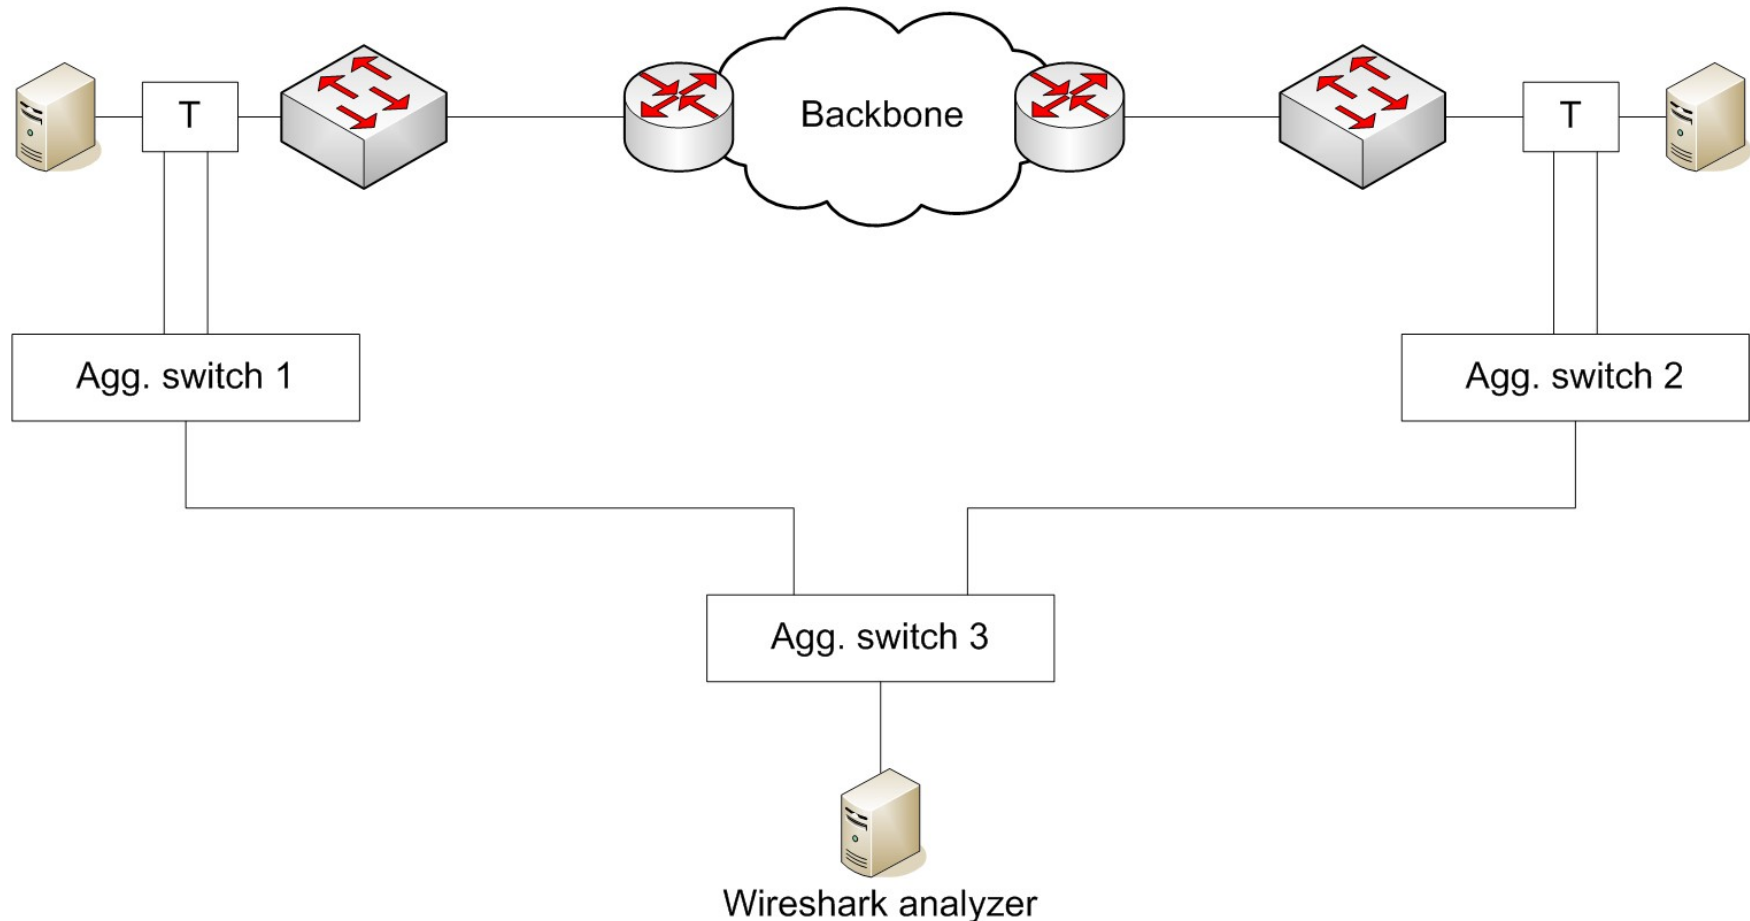 T
Backbone
T
Agg. switch 1
Agg. switch 2
Agg. switch 3
Wireshark analyzer